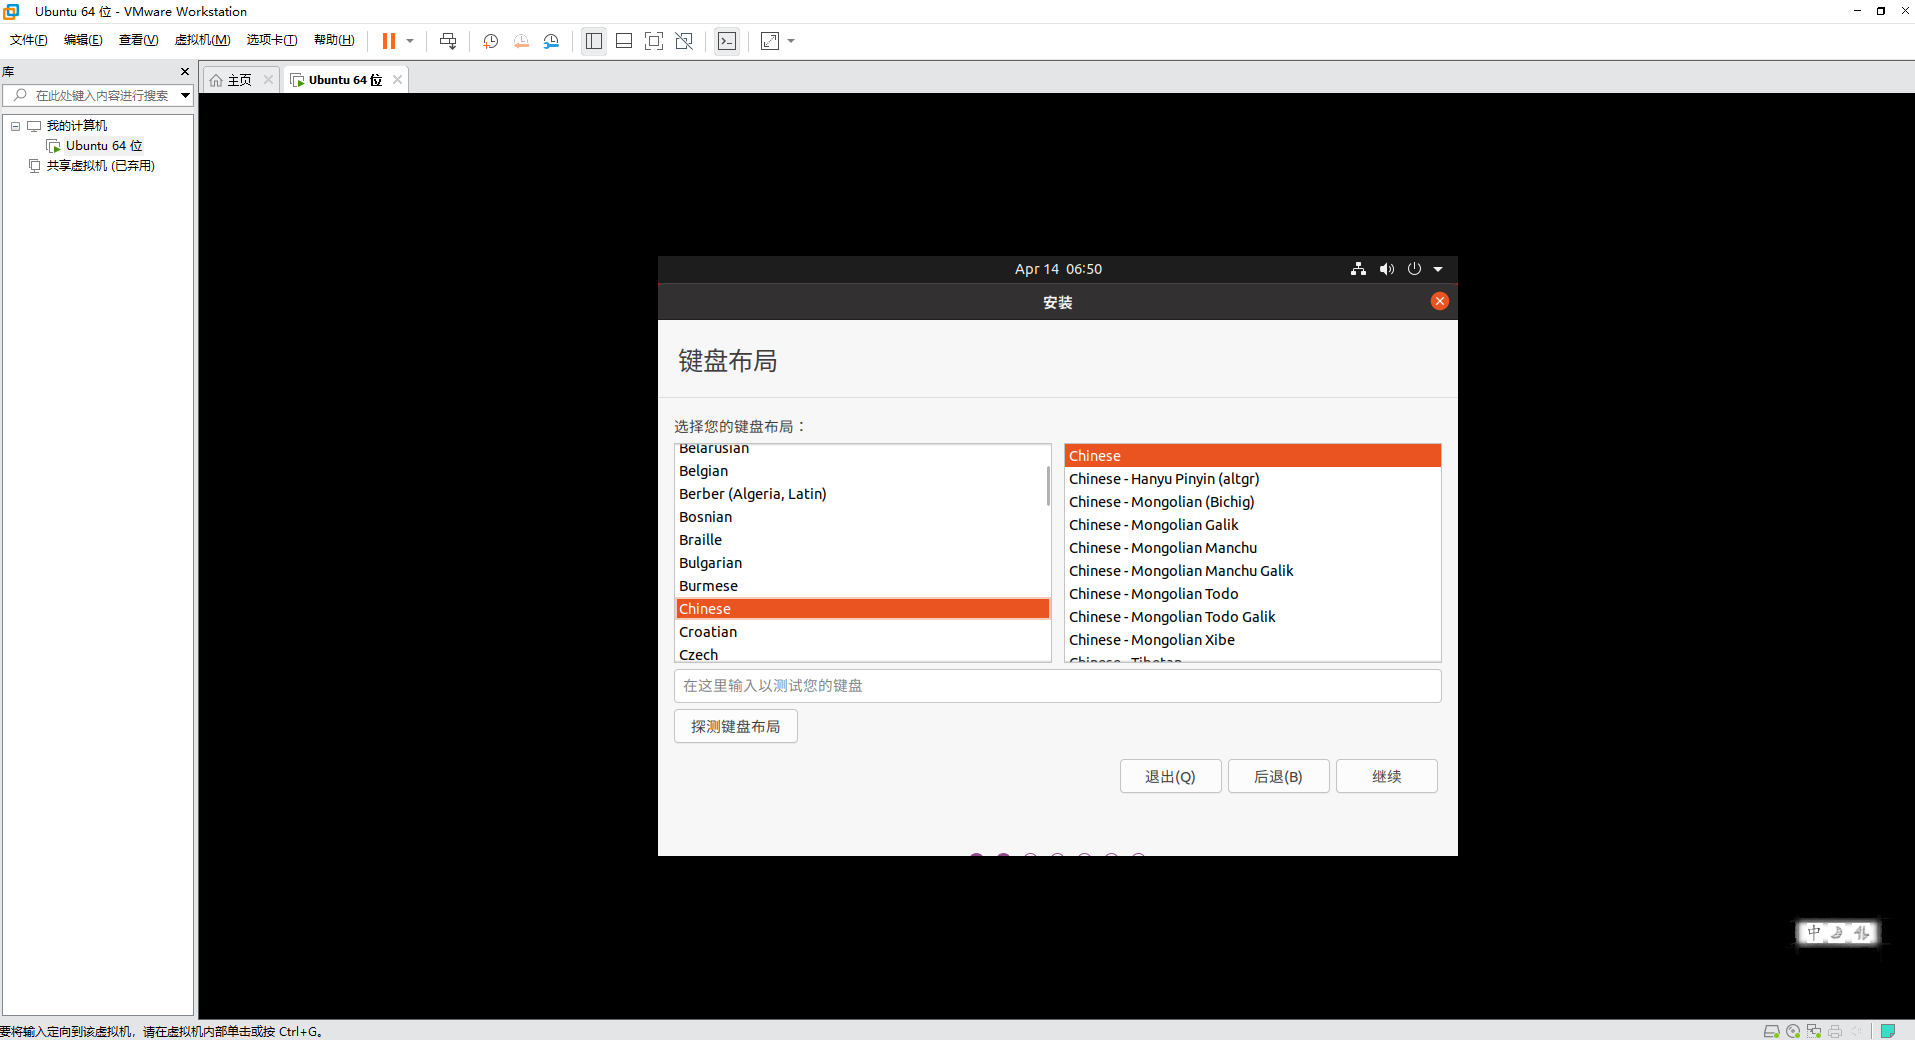 Ubuntu 64 位 - VMware Workstation
文件(F) 编辑(E) 查看(V) 虚拟机(M) 选项卡(T) 帮助(H)
库
主页
Ubuntu 64 位
在此处键入内容进行搜索
我的计算机
Ubuntu 64 位
共享虚拟机 (已弃用)
Apr 14 06:50
安装
键盘布局
选择您的键盘布局：
Belarusian
Belgian
Berber (Algeria, Latin)
Bosnian
Braille
Bulgarian
Burmese
Chinese
Croatian
Czech
Chinese
Chinese - Hanyu Pinyin (altgr)
Chinese - Mongolian (Bichig)
Chinese - Mongolian Galik
Chinese - Mongolian Manchu
Chinese - Mongolian Manchu Galik
Chinese - Mongolian Todo
Chinese - Mongolian Todo Galik
Chinese - Mongolian Xibe
Chinese - Tibetan
在这里输入以测试您的键盘
探测键盘布局
退出(Q) 后退(B) 继续
中
要将输入定向到该虚拟机，请在虚拟机内部单击或按 Ctrl+G。